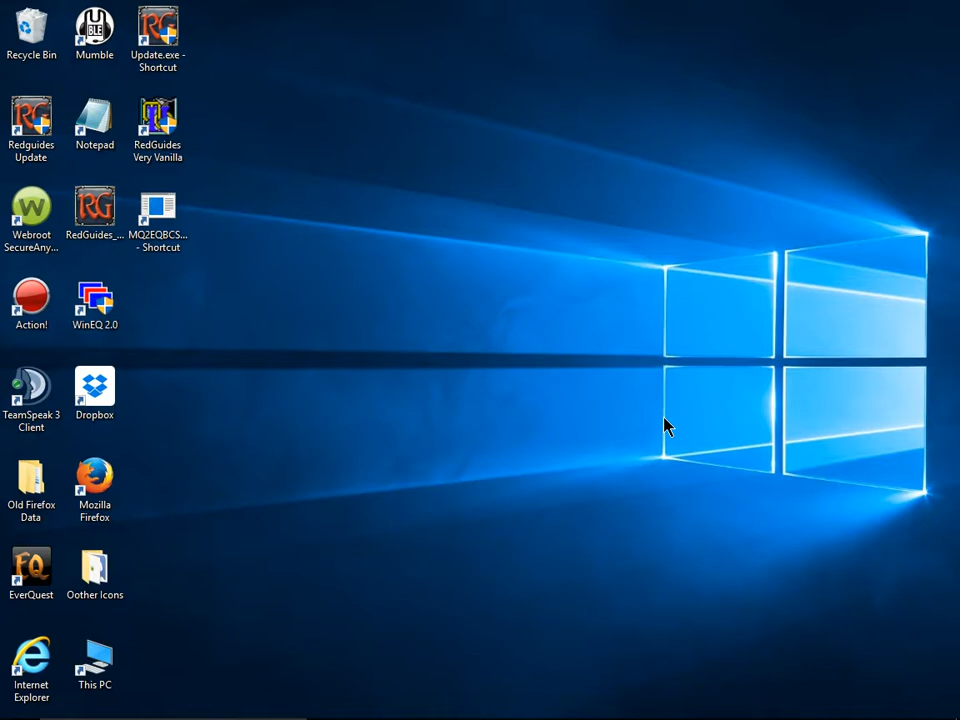 Recycle Bin
Mumble
Update.exe -
Shortcut
Redguides
Update
Notepad
RedGuides
Very Vanilla
Webroot
SecureAny...
RedGuides_...
MQ2EQBCS...
- Shortcut
Action!
WinEQ 2.0
TeamSpeak 3
Client
Dropbox
Old Firefox
Data
Mozilla
Firefox
EverQuest
Oother Icons
Internet
Explorer
This PC